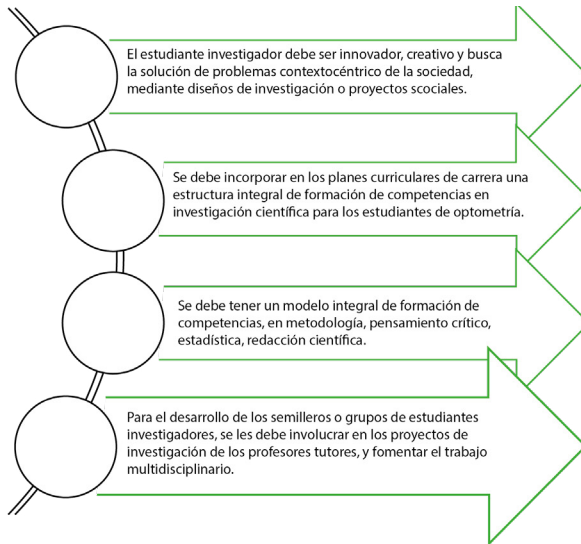 El estudiante investigador debe ser innovador, creativo y busca
la solución de problemas contextocéntrico de la sociedad,
mediante diseños de investigación o proyectos scociales.
Se debe incorporar en los planes curriculares de carrera una
estructura integral de formación de competencias en
investigación científica para los estudiantes de optometría.
Se debe tener un modelo integral de formación de
competencias, en metodología, pensamiento crítico,
estadística, redacción científica.
Para el desarrollo de los semilleros o grupos de estudiantes
investigadores, se les debe involucrar en los proyectos de
investigación de los profesores tutores, y fomentar el trabajo
multidisciplinario.